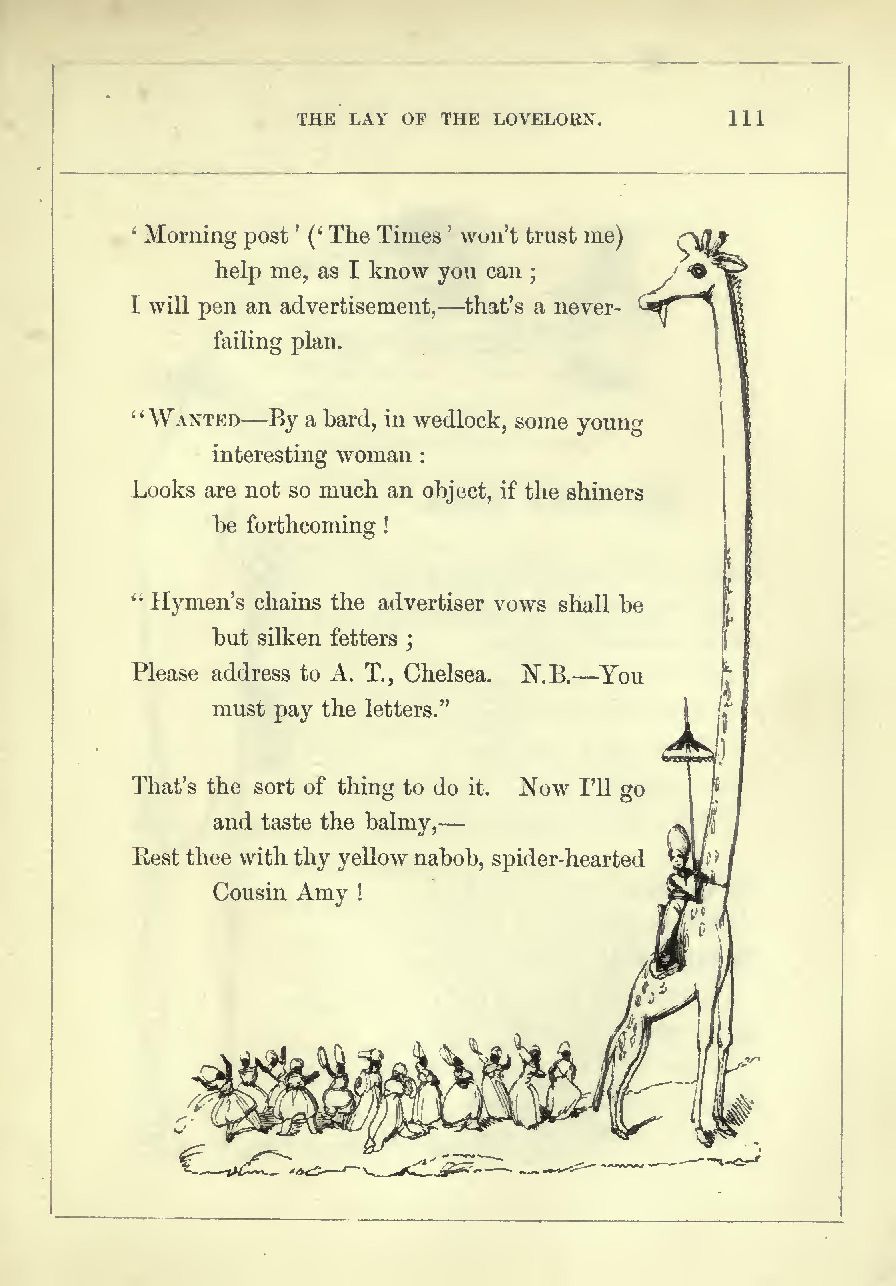 THE LAY OF THE LOVELORN. 111
‘ Morning post ’ (‘ The Times ’ won’t trust me)
help me, as I know you can ;
I will pen an advertisement,—that’s a never-
failing plan.
“WANTED—By a bard, in wedlock, some young
interesting woman :
Looks are not so much an object, if the shiners
be forthcoming !
“ Hymen’s chains the advertiser vows shall be
but silken fetters ;
Please address to A. T., Chelsea. N.B.—You
must pay the letters.”
That’s the sort of thing to do it. Now I’ll go
and taste the balmy,—
Rest thee with thy yellow nabob, spider-hearted
Cousin Amy !